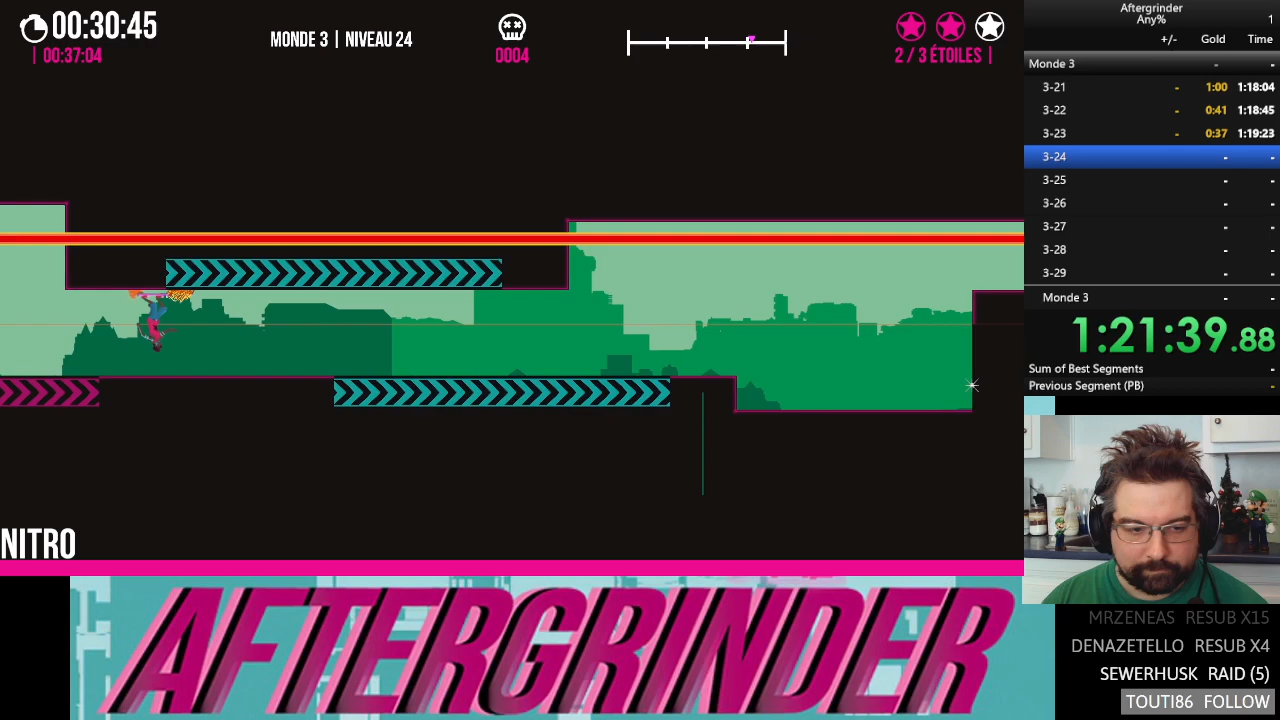 00:30:45
| 00:37:04
MONDE 3 | NIVEAU 24
0004
2 / 3 ÉTOILES |
NITRO
AFTERGRINDER
Aftergrinder
Any%
1
+/- Gold Time
Monde 3 - -
3-21 - 1:00 1:18:04
3-22 - 0:41 1:18:45
3-23 - 0:37 1:19:23
3-24 - -
3-25 - -
3-26 - -
3-27 - -
3-28 - -
3-29 - -
Monde 3 - -
1:21:39.88
Sum of Best Segments -
Previous Segment (PB) -
MRZENEAS RESUB X15
DENAZETELLO RESUB X4
SEWERHUSK RAID (5)
TOUTI86 FOLLOW